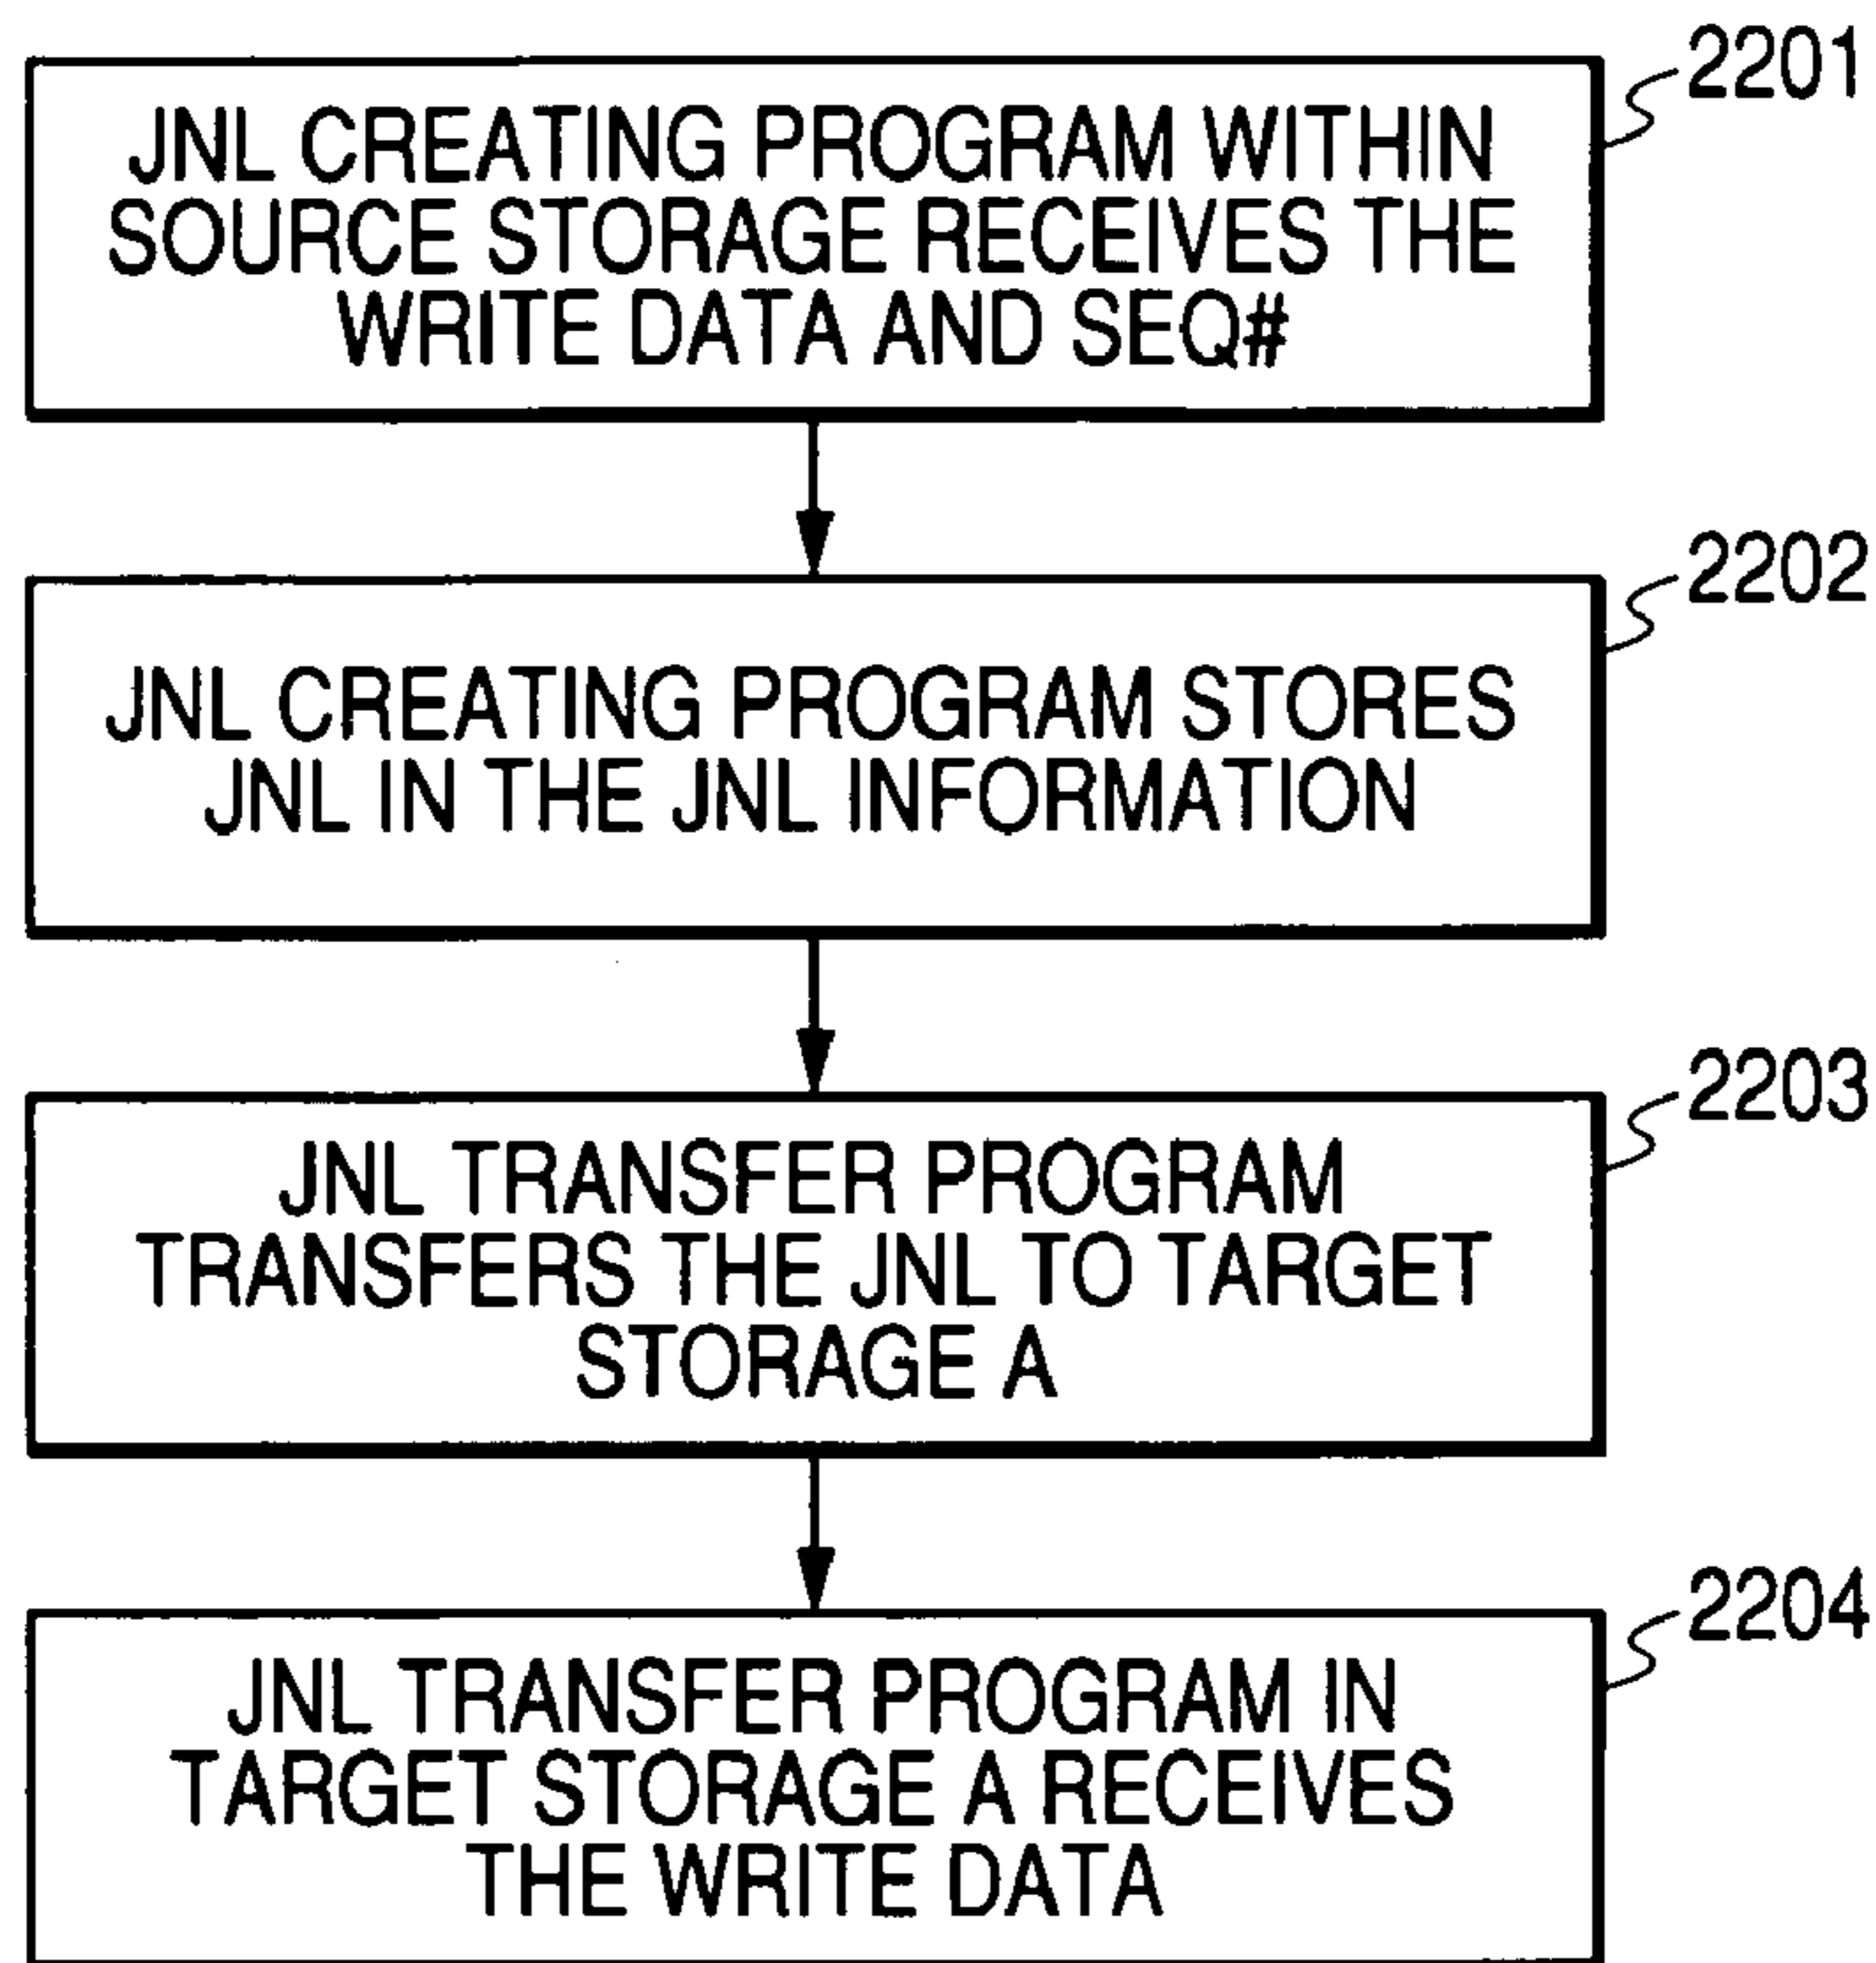 2201
JNL CREATING PROGRAM WITHIN
SOURCE STORAGE RECEIVES THE
WRITE DATA AND SEQ#
2202
JNL CREATING PROGRAM STORES
JNL IN THE JNL INFORMATION
2203
JNL TRANSFER PROGRAM
TRANSFERS THE JNL TO TARGET
STORAGE A
2204
JNL TRANSFER PROGRAM IN
TARGET STORAGE A RECEIVES
THE WRITE DATA